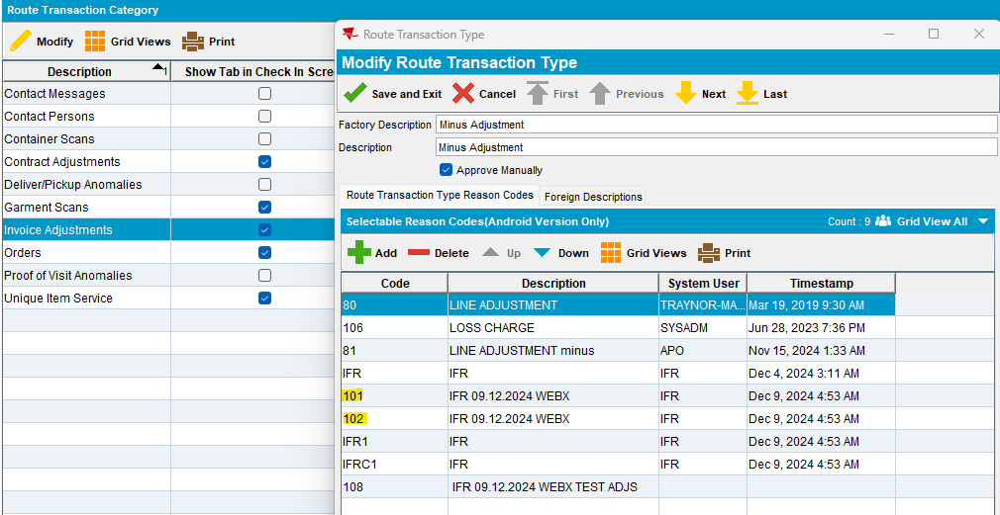 Route Transaction Category
Modify Grid Views Print
Description 1 Show Tab in Check In Scre
Contact Messages
Contact Persons
Container Scans
Contract Adjustments
Deliver/Pickup Anomalies
Garment Scans
Invoice Adjustments
Orders
Proof of Visit Anomalies
Unique Item Service
Route Transaction Type
Modify Route Transaction Type
Save and Exit Cancel First Previous Next Last
Factory Description Minus Adjustment
Description Minus Adjustment
Approve Manually
Route Transaction Type Reason Codes Foreign Descriptions
Selectable Reason Codes(Android Version Only) Count : 9 Grid View All
Add Delete Up Down Grid Views Print
Code Description System User Timestamp
80 LINE ADJUSTMENT TRAYNOR-MA... Mar 19, 2019 9:30 AM
106 LOSS CHARGE SYSADM Jun 28, 2023 7:36 PM
81 LINE ADJUSTMENT minus APO Nov 15, 2024 1:33 AM
IFR IFR IFR Dec 4, 2024 3:11 AM
101 IFR 09.12.2024 WEBX IFR Dec 9, 2024 4:53 AM
102 IFR 09.12.2024 WEBX IFR Dec 9, 2024 4:53 AM
IFR1 IFR IFR Dec 9, 2024 4:53 AM
IFRC1 IFR IFR Dec 9, 2024 4:53 AM
108 IFR 09.12.2024 WEBX TEST ADJS